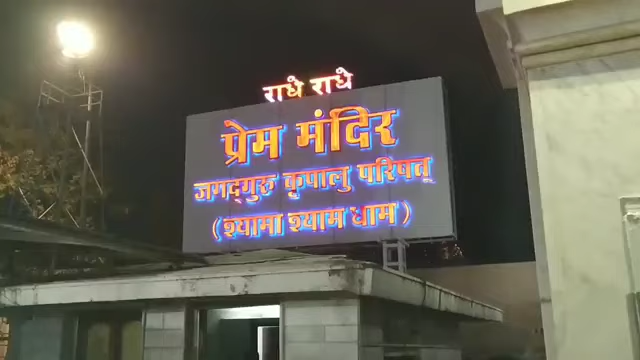 राधे राधे
प्रेम मंदिर
जगद्गुरु कृपालु परिषत्
(श्यामा श्याम धाम)